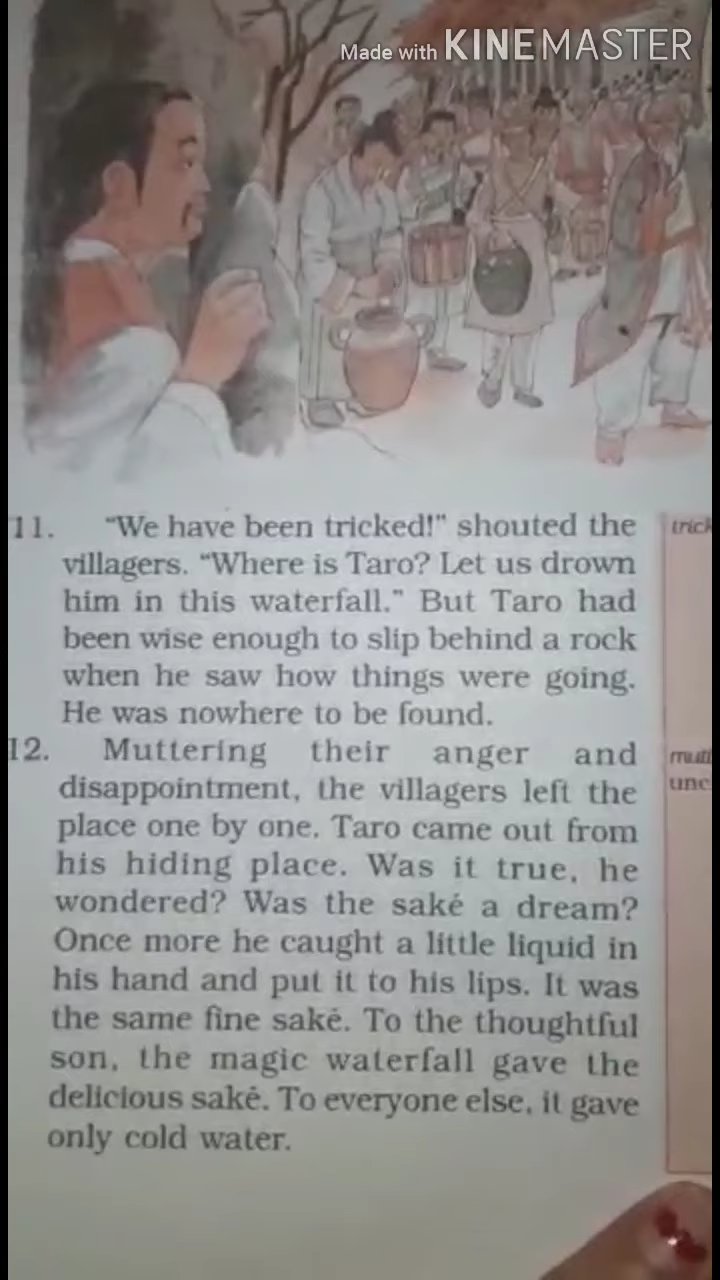 Made with KINEMASTER
11. "We have been tricked!" shouted the
villagers. "Where is Taro? Let us drown
him in this waterfall." But Taro had
been wise enough to slip behind a rock
when he saw how things were going.
He was nowhere to be found.
12. Muttering their anger and
disappointment, the villagers left the
place one by one. Taro came out from
his hiding place. Was it true, he
wondered? Was the saké a dream?
Once more he caught a little liquid in
his hand and put it to his lips. It was
the same fine saké. To the thoughtful
son, the magic waterfall gave the
delicious saké. To everyone else, it gave
only cold water.